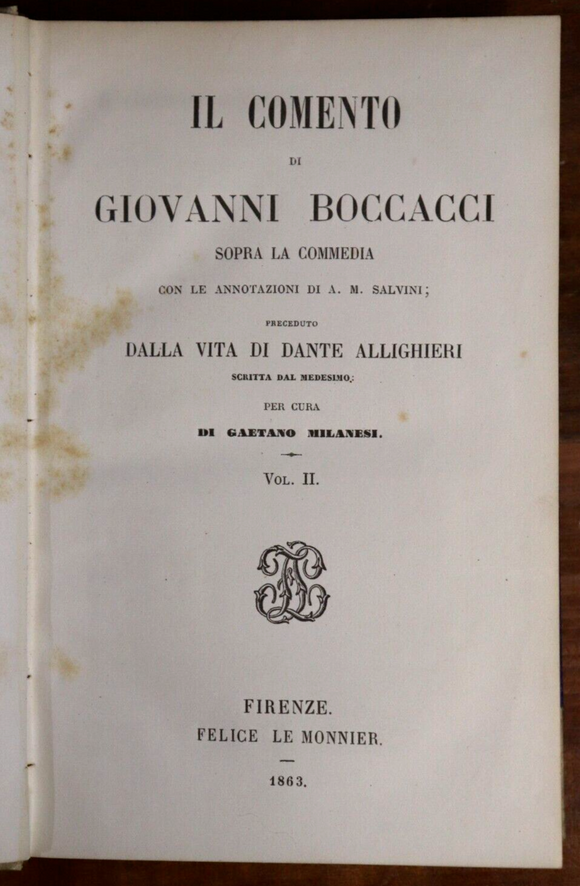 IL COMENTO
DI
GIOVANNI BOCCACCI
SOPRA LA COMMEDIA
CON LE ANNOTAZIONI DI A. M. SALVINI;
PRECEDUTO
DALLA VITA DI DANTE ALLIGHIERI
SCRITTA DAL MEDESIMO:
PER CURA
DI GAETANO MILANESI.
VOL. II.
FIRENZE.
FELICE LE MONNIER.
1863.